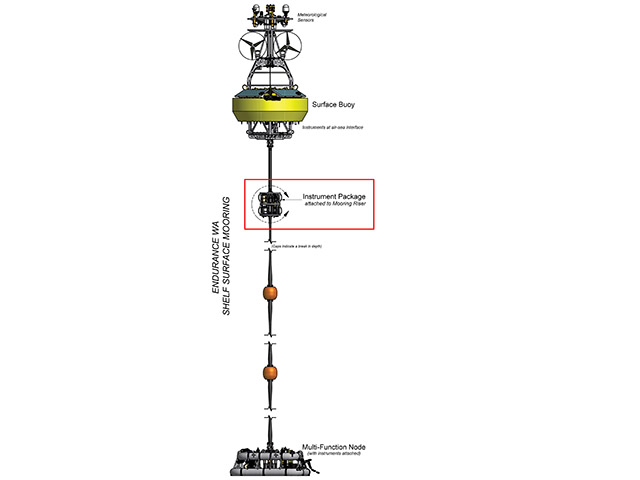 Meteorological
Sensors
Surface Buoy
Instruments at air-sea interface
Instrument Package
attached to Mooring Riser
ENDURANCE WA
SHELF SURFACE MOORING
(Gaps indicate a break in depth)
Multi-Function Node
(with instruments attached)